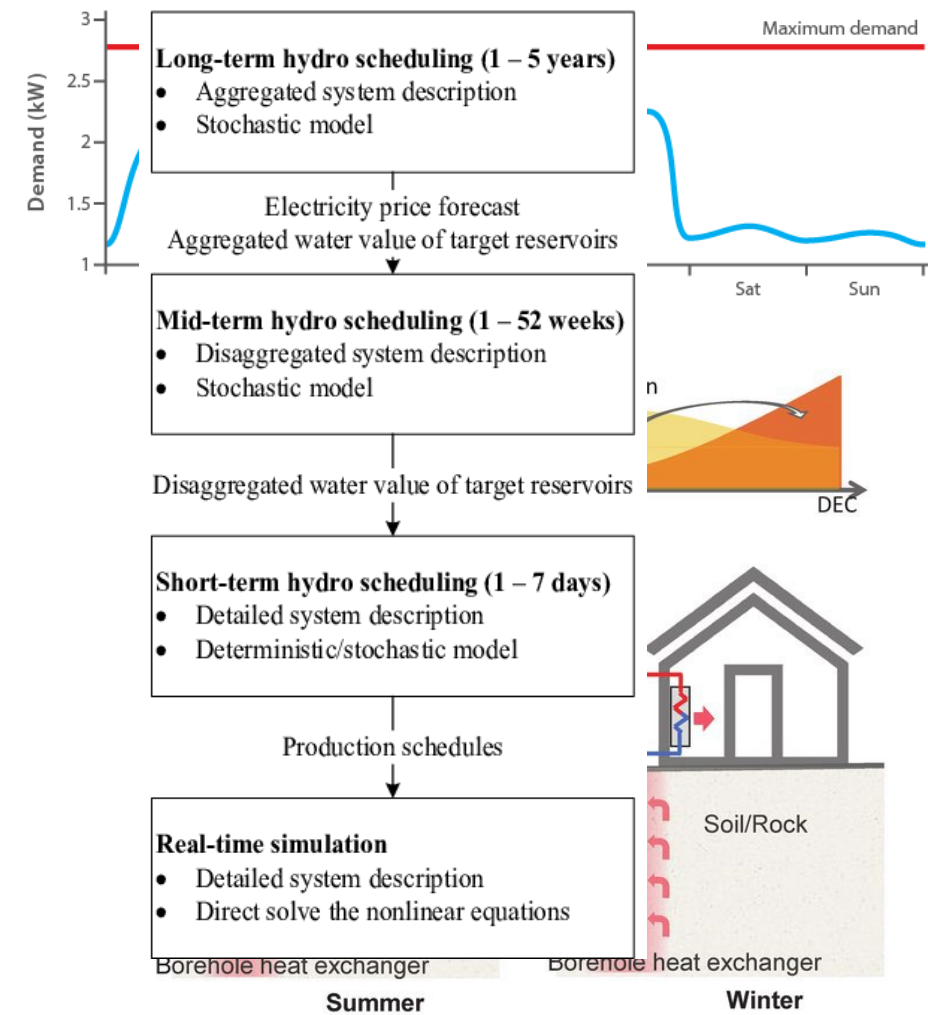 3
Maximum demand
Long-term hydro scheduling (1 – 5 years)
• Aggregated system description
• Stochastic model
2.5
2
1.5
1
Demand (kW)
Electricity price forecast
Aggregated water value of target reservoirs
Sat
Sun
Mid-term hydro scheduling (1 – 52 weeks)
• Disaggregated system description
• Stochastic model
n
DEC
Disaggregated water value of target reservoirs
Short-term hydro scheduling (1 – 7 days)
• Detailed system description
• Deterministic/stochastic model
Production schedules
Real-time simulation
• Detailed system description
• Direct solve the nonlinear equations
Soil/Rock
Borehole heat exchanger
Borehole heat exchanger
Summer
Winter